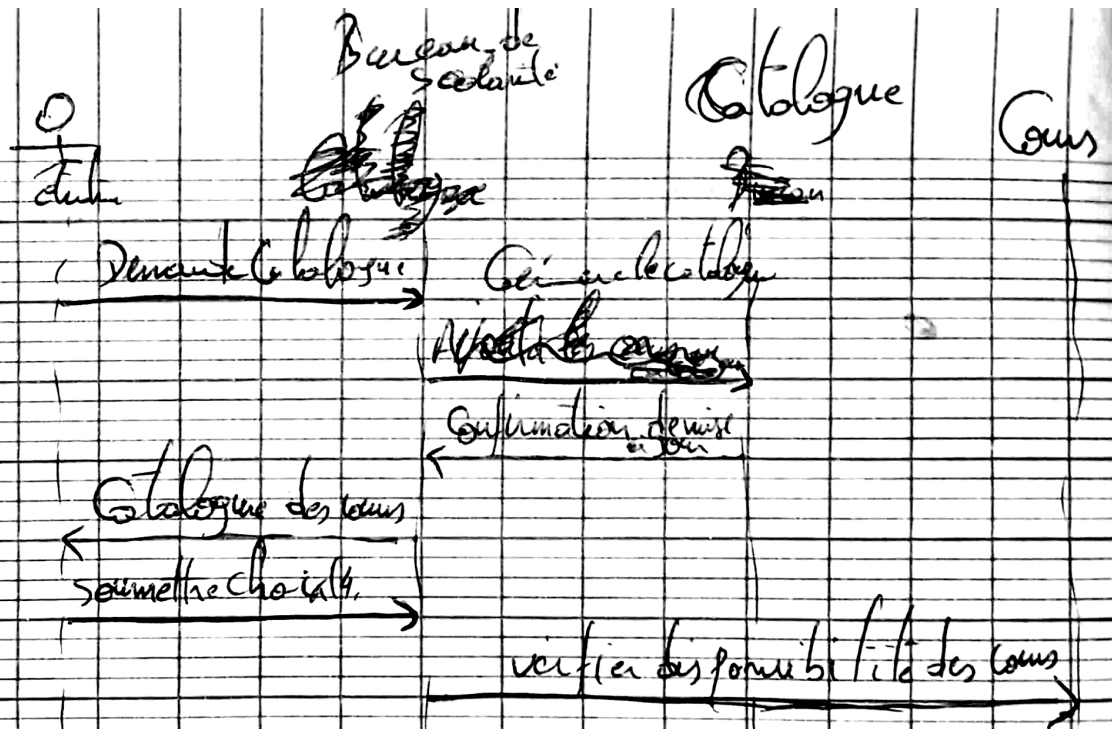 Bureau de
scolarité
Catalogue
Cours
Demande Catalogue
Confirmation de mise
à jour
Catalogue des cours
soumettre choix (4.
vérifier disponibilité des cours